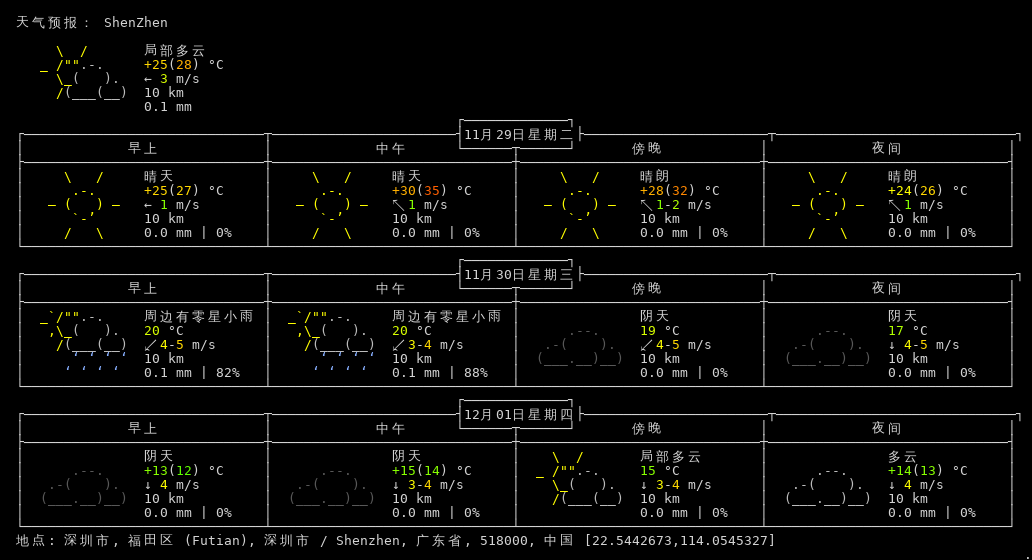 天气预报： ShenZhen
局部多云
+25(28) °C
← 3 m/s
10 km
0.1 mm
11月29日星期二
早上 中午 傍晚 夜间
晴天 晴天 晴朗 晴朗
+25(27) °C +30(35) °C +28(32) °C +24(26) °C
← 1 m/s ↖ 1 m/s ↖ 1-2 m/s ↖ 1 m/s
10 km 10 km 10 km 10 km
0.0 mm | 0% 0.0 mm | 0% 0.0 mm | 0% 0.0 mm | 0%
11月30日星期三
早上 中午 傍晚 夜间
周边有零星小雨 周边有零星小雨 阴天 阴天
20 °C 20 °C 19 °C 17 °C
↙ 4-5 m/s ↙ 3-4 m/s ↙ 4-5 m/s ↓ 4-5 m/s
10 km 10 km 10 km 10 km
0.1 mm | 82% 0.1 mm | 88% 0.0 mm | 0% 0.0 mm | 0%
12月01日星期四
早上 中午 傍晚 夜间
阴天 阴天 局部多云 多云
+13(12) °C +15(14) °C 15 °C +14(13) °C
↓ 4 m/s ↓ 3-4 m/s ↓ 3-4 m/s ↓ 4 m/s
10 km 10 km 10 km 10 km
0.0 mm | 0% 0.0 mm | 0% 0.0 mm | 0% 0.0 mm | 0%
地点: 深圳市, 福田区 (Futian), 深圳市 / Shenzhen, 广东省, 518000, 中国 [22.5442673,114.0545327]